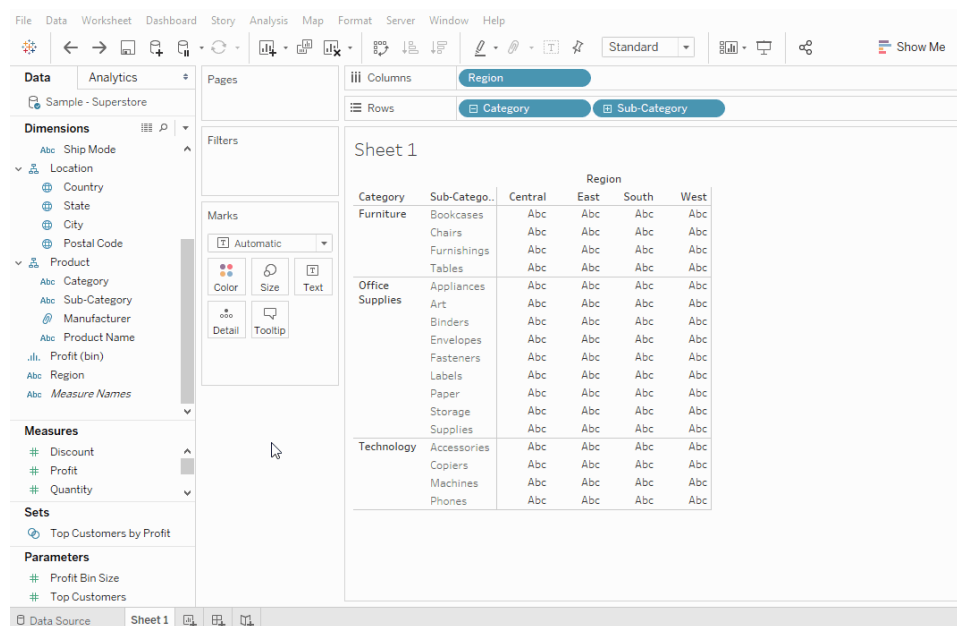 File Data Worksheet Dashboard Story Analysis Map Format Server Window Help
Standard
Show Me
Data Analytics
Sample - Superstore
Dimensions
Abc Ship Mode
Location
Country
State
City
Postal Code
Product
Abc Category
Abc Sub-Category
Manufacturer
Abc Product Name
Profit (bin)
Abc Region
Abc Measure Names
Measures
# Discount
# Profit
# Quantity
Sets
Top Customers by Profit
Parameters
# Profit Bin Size
# Top Customers
Pages
Filters
Marks
T Automatic
Color Size Text
Detail Tooltip
Columns Region
Rows Category Sub-Category
Sheet 1
Region
Category Sub-Catego.. Central East South West
Furniture Bookcases Abc Abc Abc Abc
Chairs Abc Abc Abc Abc
Furnishings Abc Abc Abc Abc
Tables Abc Abc Abc Abc
Office Supplies Appliances Abc Abc Abc Abc
Art Abc Abc Abc Abc
Binders Abc Abc Abc Abc
Envelopes Abc Abc Abc Abc
Fasteners Abc Abc Abc Abc
Labels Abc Abc Abc Abc
Paper Abc Abc Abc Abc
Storage Abc Abc Abc Abc
Supplies Abc Abc Abc Abc
Technology Accessories Abc Abc Abc Abc
Copiers Abc Abc Abc Abc
Machines Abc Abc Abc Abc
Phones Abc Abc Abc Abc
Data Source Sheet 1